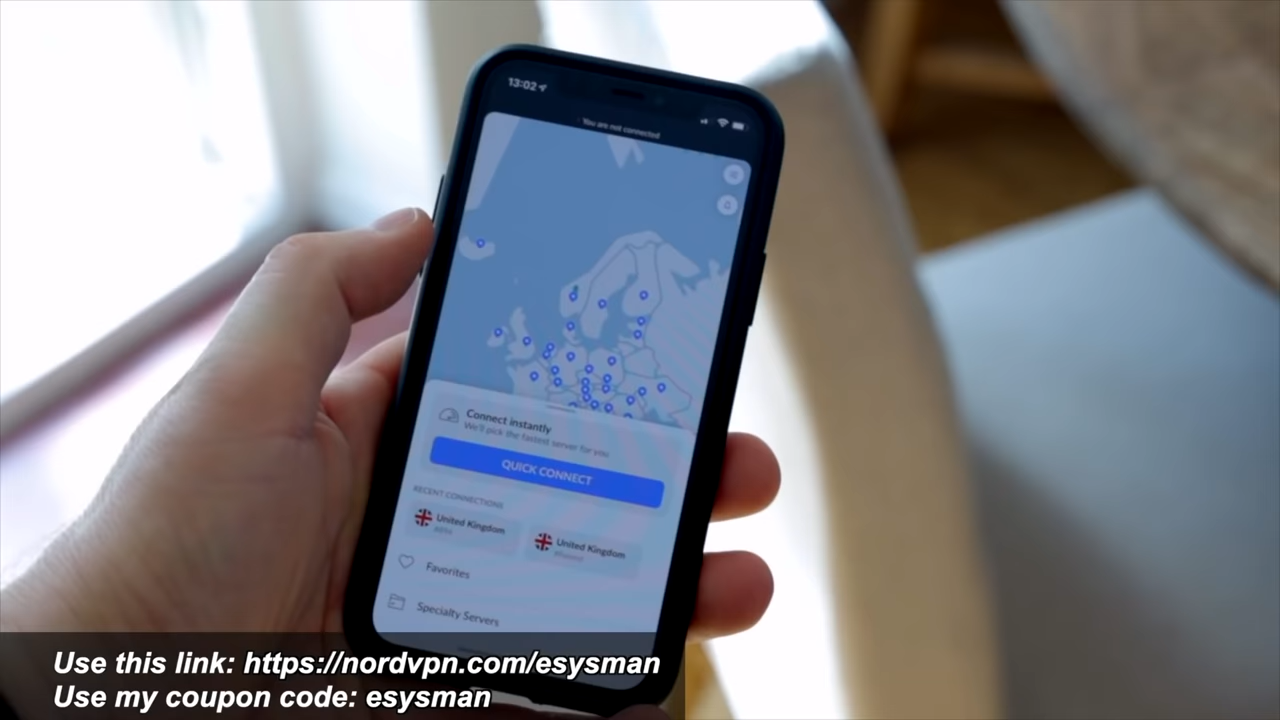 13:02
You are not connected
Connect instantly
We'll pick the fastest server for you
QUICK CONNECT
RECENT CONNECTIONS
United Kingdom
United Kingdom
Favorites
Specialty Servers
Use this link: https://nordvpn.com/esysman
Use my coupon code: esysman